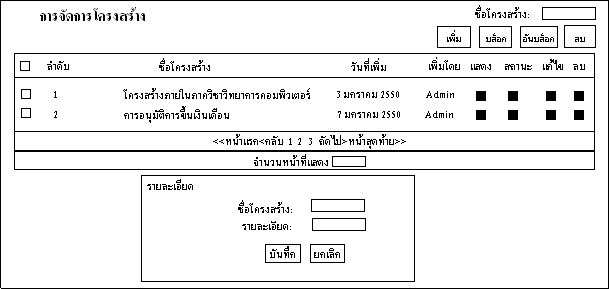 การจัดการโครงสร้าง
ชื่อโครงสร้าง:
เพิ่ม บล๊อค อันบล๊อค ลบ
ลำดับ ชื่อโครงสร้าง วันที่เพิ่ม เพิ่มโดย แสดง สถานะ แก้ไข ลบ
1 โครงสร้างภายในภาควิชาวิทยาการคอมพิวเตอร์ 3 มกราคม 2550 Admin
2 การอนุมัติการขึ้นเงินเดือน 7 มกราคม 2550 Admin
<<หน้าแรก<กลับ 1 2 3 ถัดไป>หน้าสุดท้าย>>
จำนวนหน้าที่แสดง
รายละเอียด
ชื่อโครงสร้าง:
รายละเอียด:
บันทึก ยกเลิก